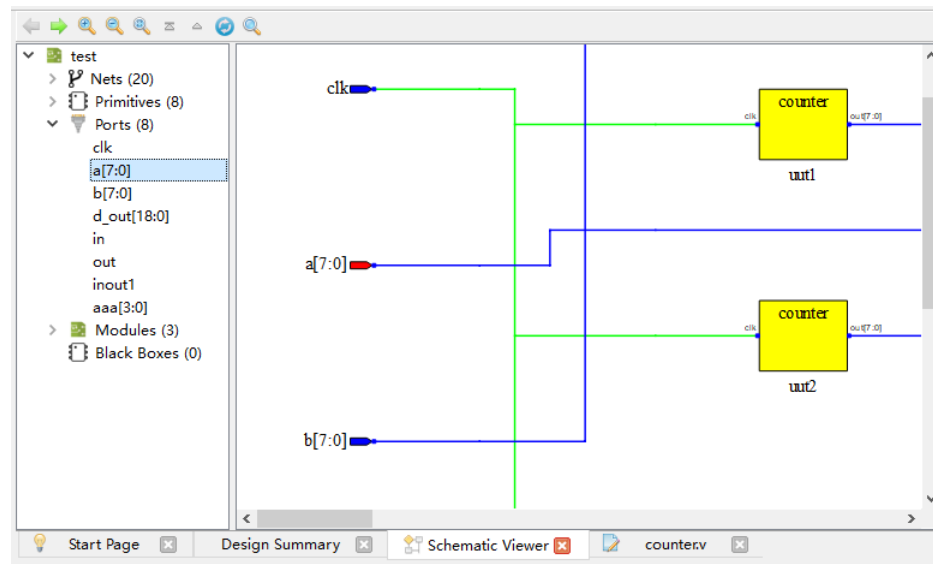 test
Nets (20)
Primitives (8)
Ports (8)
clk
a[7:0]
b[7:0]
d_out[18:0]
in
out
inout1
aaa[3:0]
Modules (3)
Black Boxes (0)
clk
counter
clk
out[7:0]
uut1
a[7:0]
counter
clk
out[7:0]
uut2
b[7:0]
Start Page
Design Summary
Schematic Viewer
counter.v